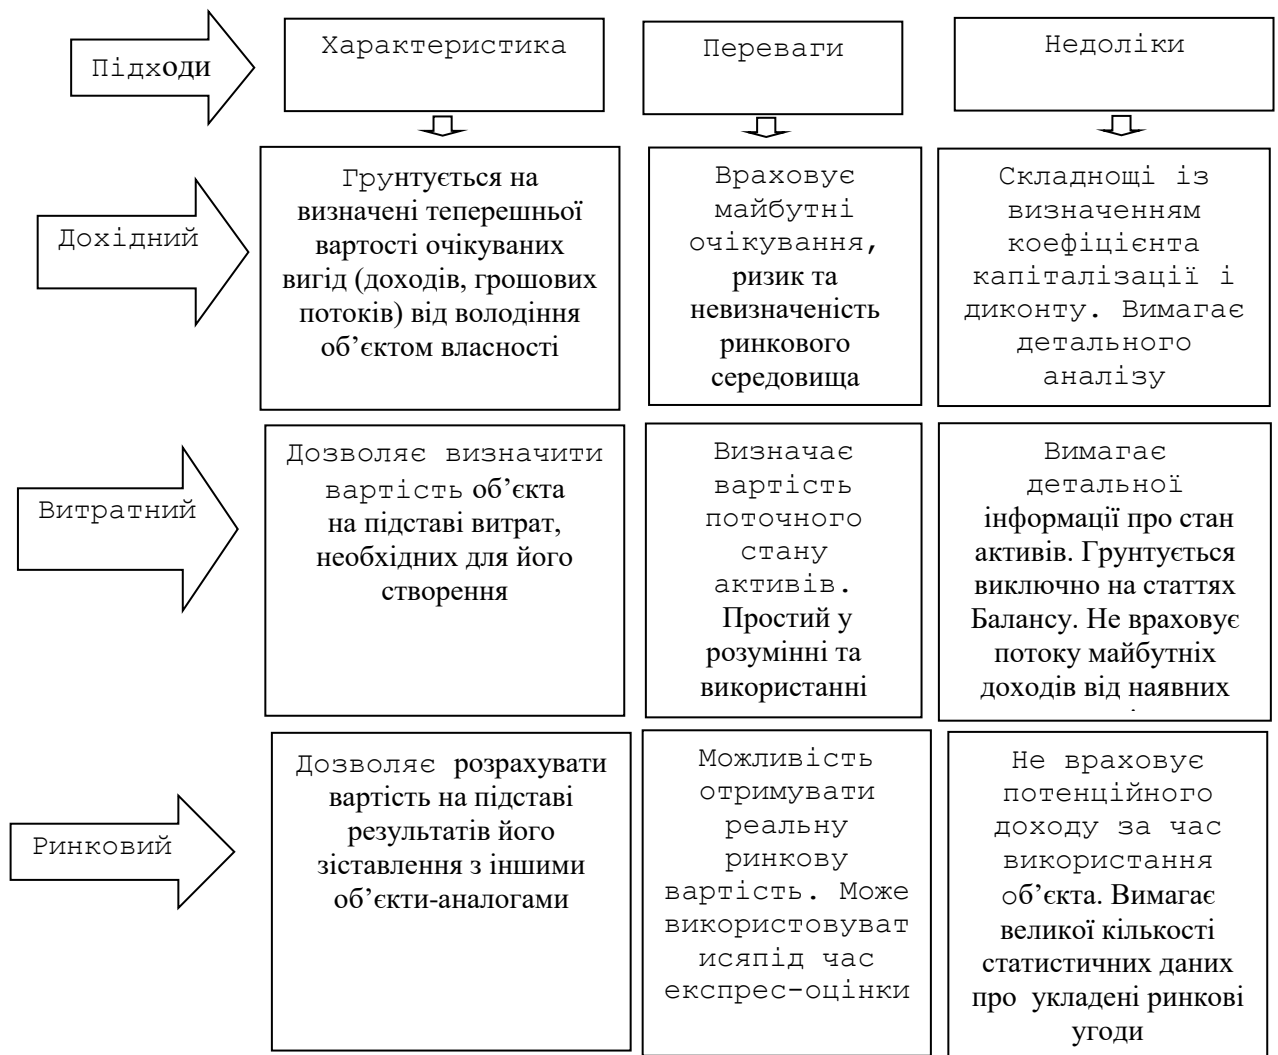 Підходи
Характеристика
Переваги
Недоліки
Дохідний
Грунтується на
визначені теперешньої
вартості очікуваних
вигід (доходів, грошових
потоків) від володіння
об’єктом власності
Враховує
майбутні
очікування,
ризик та
невизначеність
ринкового
середовища
Складнощі із
визначенням
коефіцієнта
капіталізації і
диконту. Вимагає
детального
аналізу
Витратний
Дозволяє визначити
вартість об’єкта
на підставі витрат,
необхідних для його
створення
Визначає
вартість
поточного
стану
активів.
Простий у
розумінні та
використанні
Вимагає
детальної
інформації про стан
активів. Грунтується
виключно на статтях
Балансу. Не враховує
потоку майбутніх
доходів від наявних
Ринковий
Дозволяє розрахувати
вартість на підставі
результатів його
зіставлення з іншими
об’єкти-аналогами
Можливість
отримувати
реальну
ринкову
вартість. Може
використовуват
исяпід час
експрес-оцінки
Не враховує
потенційного
доходу за час
використання
об’єкта. Вимагає
великої кількості
статистичних даних
про укладені ринкові
угоди